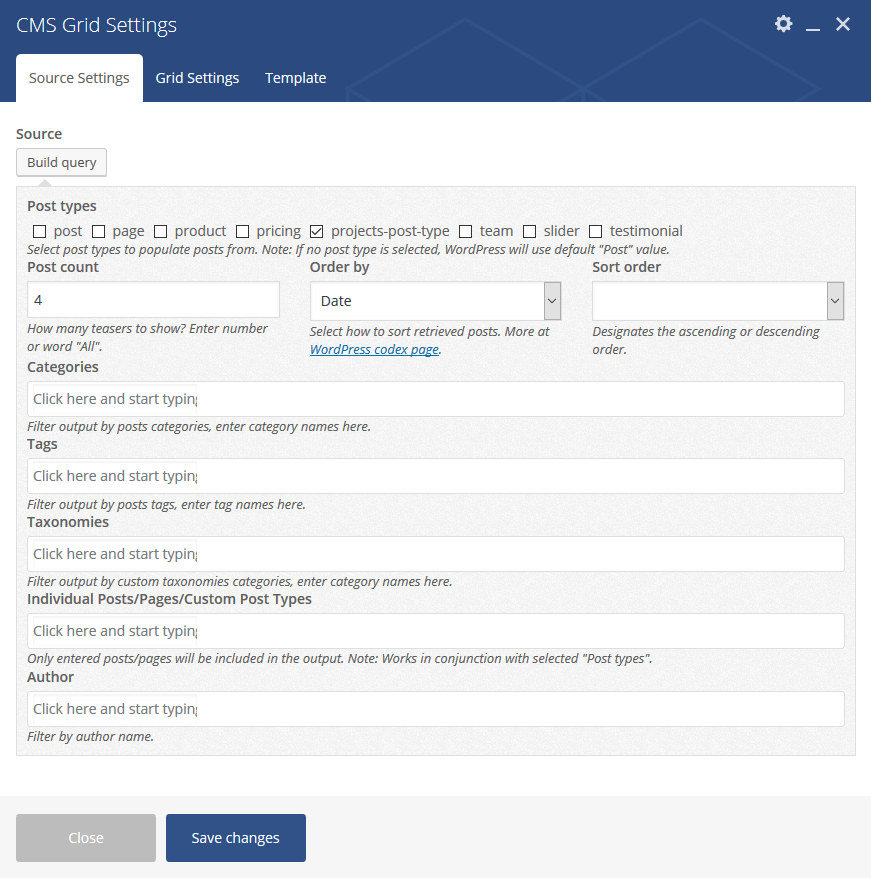 CMS Grid Settings
Source Settings Grid Settings Template
Source
Build query
Post types
post page product pricing projects-post-type team slider testimonial
Select post types to populate posts from. Note: If no post type is selected, WordPress will use default "Post" value.
Post count Order by Sort order
4 Date
How many teasers to show? Enter number
or word "All".
Select how to sort retrieved posts. More at
WordPress codex page.
Designates the ascending or descending
order.
Categories
Click here and start typing
Filter output by posts categories, enter category names here.
Tags
Click here and start typing
Filter output by posts tags, enter tag names here.
Taxonomies
Click here and start typing
Filter output by custom taxonomies categories, enter category names here.
Individual Posts/Pages/Custom Post Types
Click here and start typing
Only entered posts/pages will be included in the output. Note: Works in conjunction with selected "Post types".
Author
Click here and start typing
Filter by author name.
Close Save changes